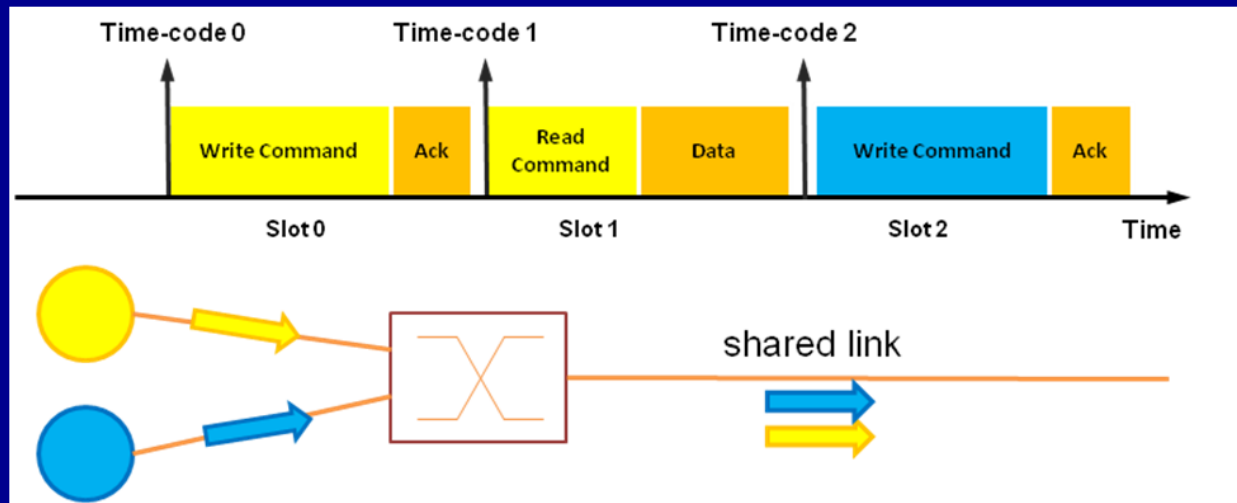 Time-code 0 Time-code 1 Time-code 2
Write Command Ack Read Command Data Write Command Ack
Slot 0 Slot 1 Slot 2 Time
shared link